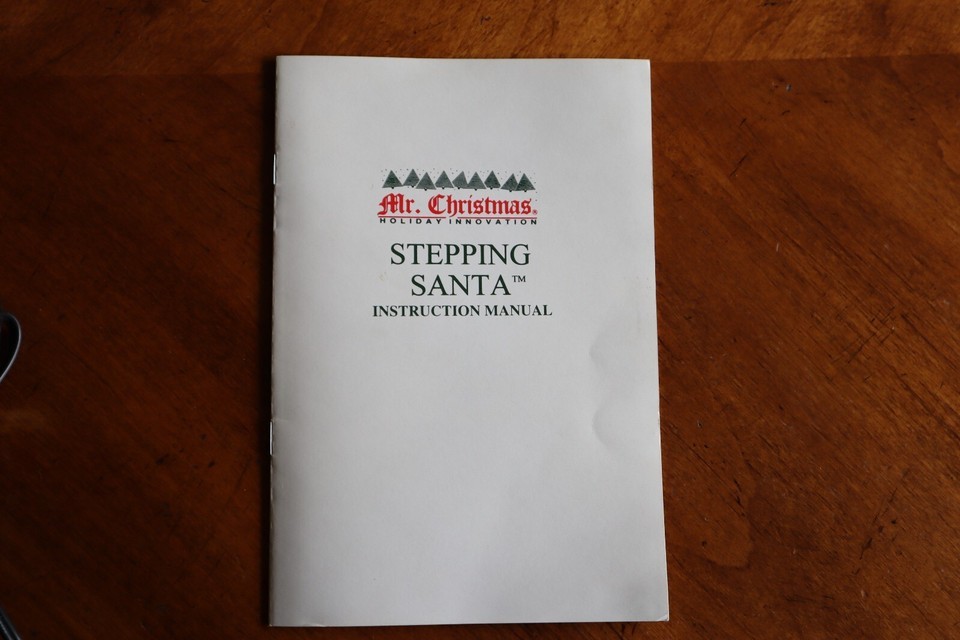 Mr. Christmas®
HOLIDAY INNOVATION
STEPPING
SANTA™
INSTRUCTION MANUAL